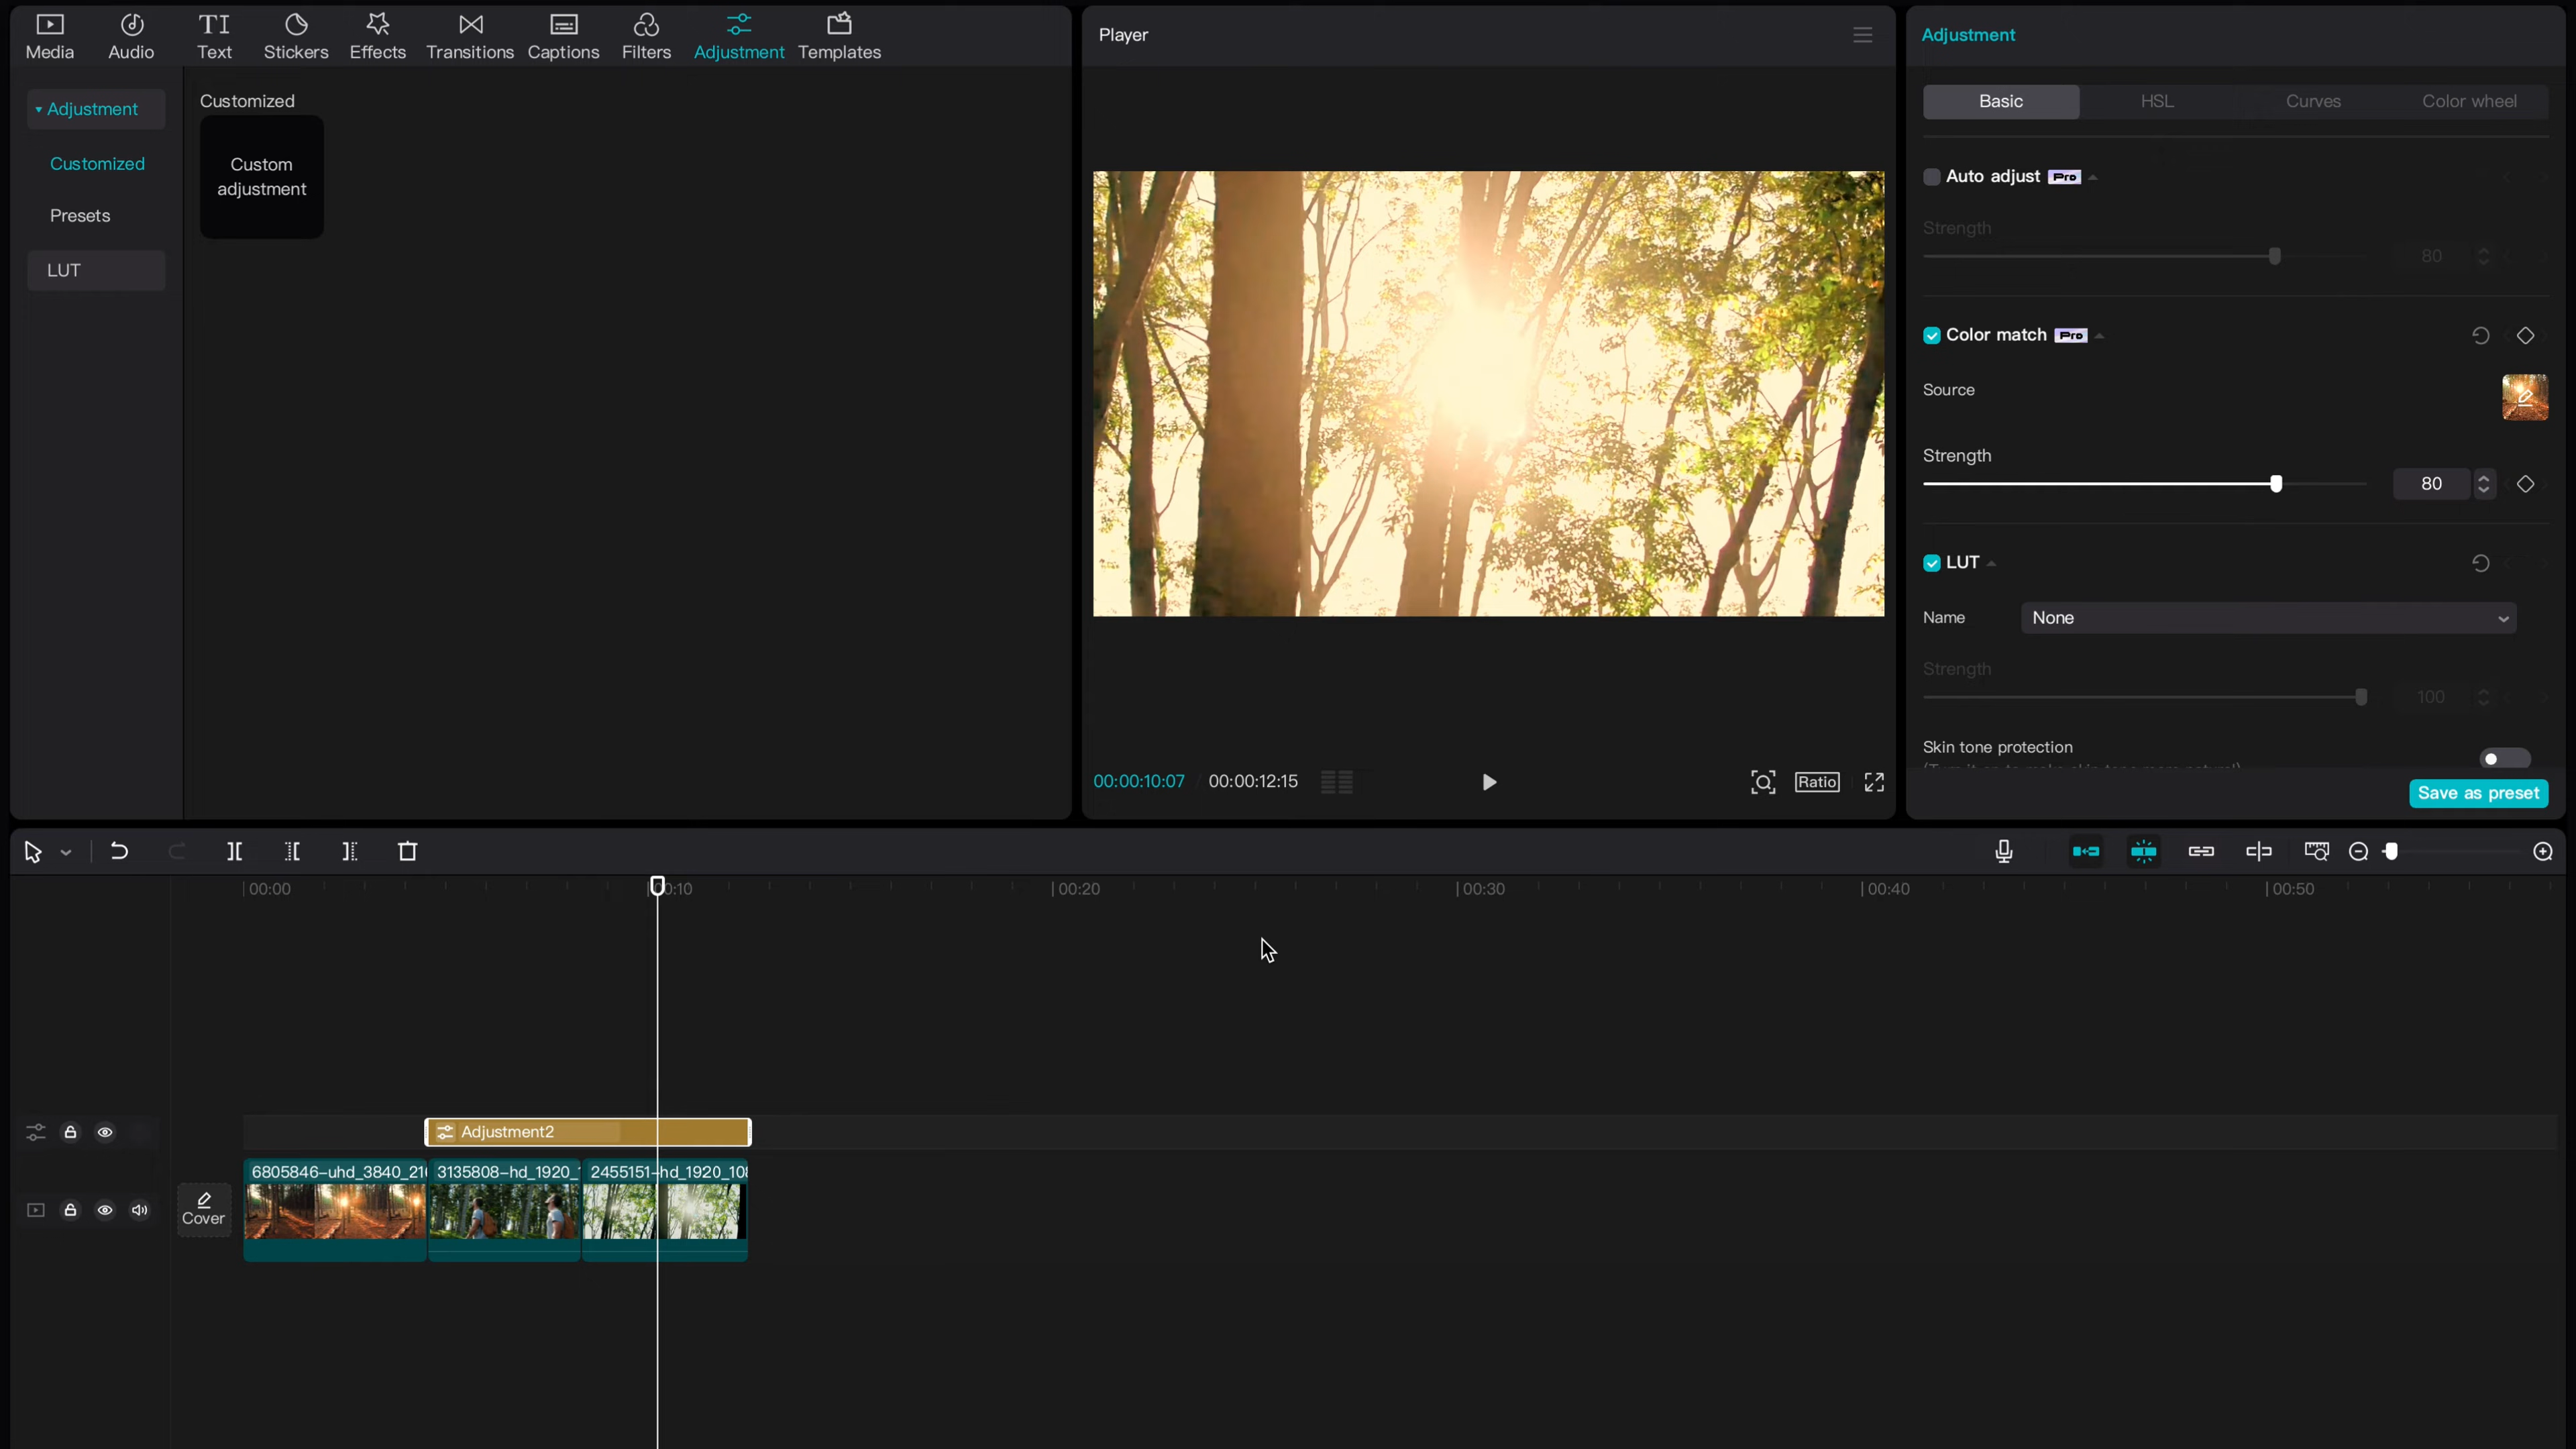 Media
Audio
Text
Stickers
Effects
Transitions
Captions
Filters
Adjustment
Templates
Adjustment
Customized
Presets
LUT
Customized
Custom
adjustment
Player
00:00:10:07
00:00:12:15
Ratio
Adjustment
Basic
HSL
Curves
Color wheel
Auto adjust Pro
Strength
80
Color match Pro
Source
Strength
80
LUT
Name
None
Strength
100
Skin tone protection
Save as preset
00:00
00:10
00:20
00:30
00:40
00:50
Adjustment2
6805846-uhd_3840_21
3135808-hd_1920_
2455151-hd_1920_10
Cover